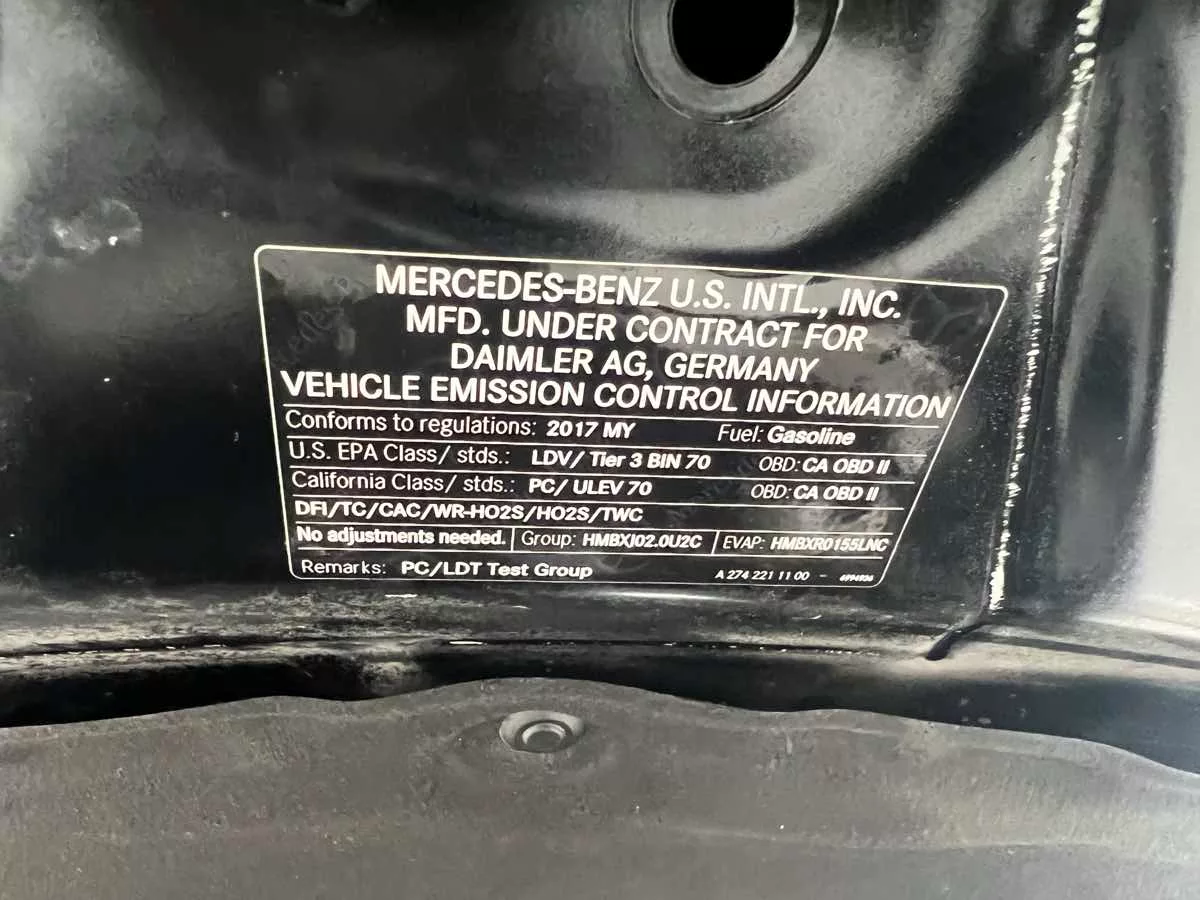 MERCEDES-BENZ U.S. INTL., INC.
MFD. UNDER CONTRACT FOR
DAIMLER AG, GERMANY
VEHICLE EMISSION CONTROL INFORMATION
Conforms to regulations: 2017 MY Fuel: Gasoline
U.S. EPA Class/ stds.: LDV/ Tier 3 BIN 70 OBD: CA OBD II
California Class/ stds.: PC/ ULEV 70 OBD: CA OBD II
DFI/TC/CAC/WR-HO2S/HO2S/TWC
No adjustments needed. Group: HMBXJ02.0U2C EVAP: HMBXR0155LNC
Remarks: PC/LDT Test Group A 274 221 11 00 -